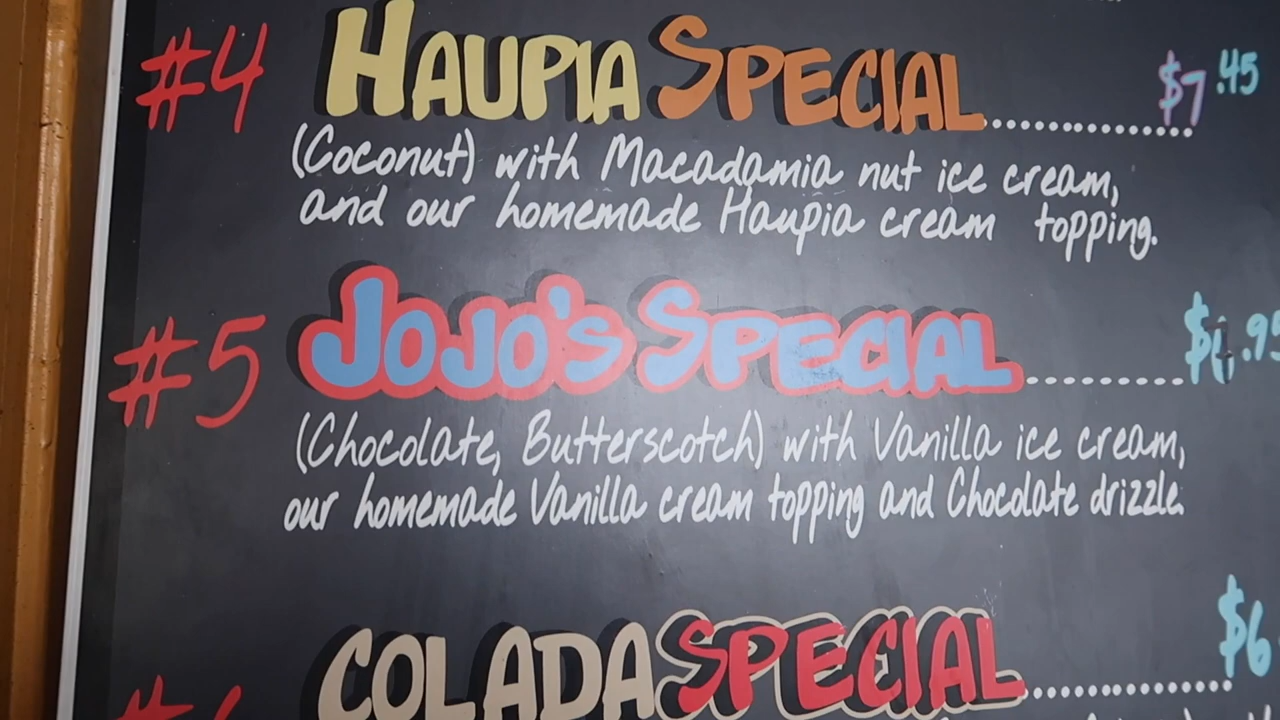 #4 HAUPIA SPECIAL..................$7.45
(Coconut) with Macadamia nut ice cream,
and our homemade Haupia cream topping.
#5 JOJO'S SPECIAL..............
(Chocolate, Butterscotch) with Vanilla ice cream,
our homemade Vanilla cream topping and Chocolate drizzle.
COLADA SPECIAL..................$6